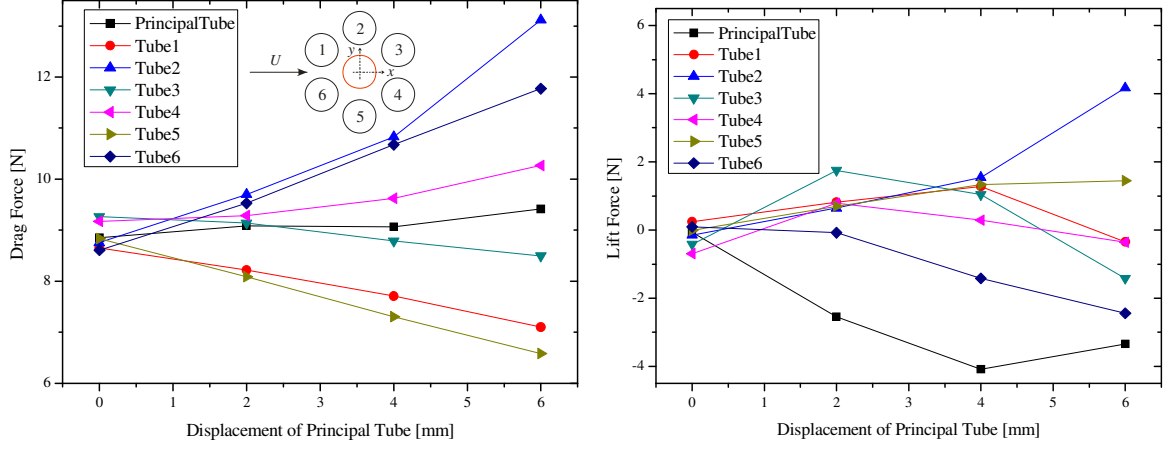 PrincipalTube
Tube1
Tube2
Tube3
Tube4
Tube5
Tube6
U
1
2
3
4
5
6
y
x
Drag Force [N]
6
8
10
12
0
1
2
3
4
5
6
Displacement of Principal Tube [mm]
PrincipalTube
Tube1
Tube2
Tube3
Tube4
Tube5
Tube6
Lift Force [N]
6
4
2
0
-2
-4
0
1
2
3
4
5
6
Displacement of Principal Tube [mm]